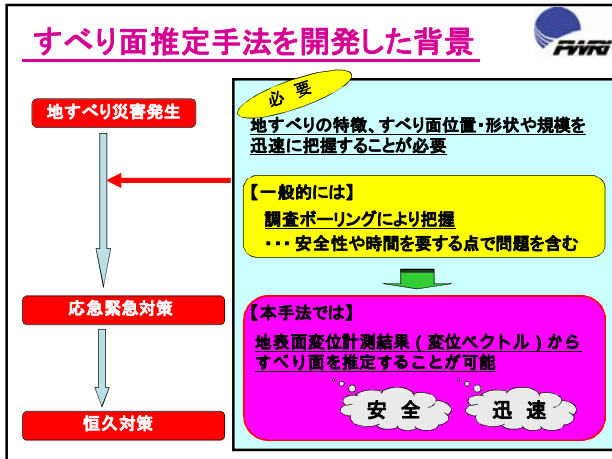 すべり面推定手法を開発した背景
PWRI
地すべり災害発生
応急緊急対策
恒久対策
必要
地すべりの特徴、すべり面位置・形状や規模を
迅速に把握することが必要
【一般的には】
調査ボーリングにより把握
・・・安全性や時間を要する点で問題を含む
【本手法では】
地表面変位計測結果(変位ベクトル)から
すべり面を推定することが可能
安 全
迅 速